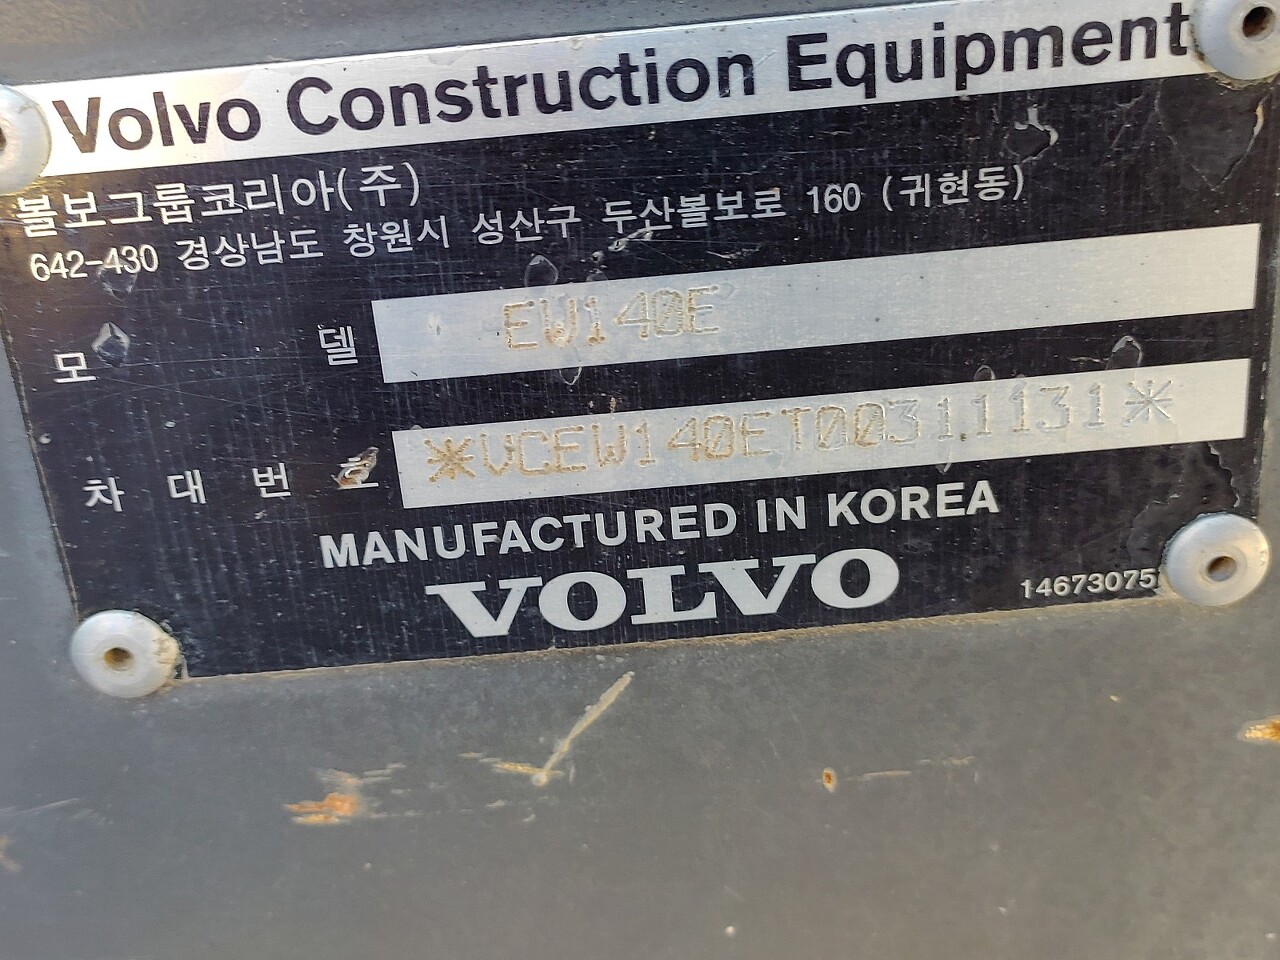 Volvo Construction Equipment
볼보그룹코리아(주)
642-430 경상남도 창원시 성산구 두산볼보로 160 (귀현동)
모 델 EW140E
차 대 번 호 *VCEW140ET00311131*
MANUFACTURED IN KOREA
VOLVO
14673075